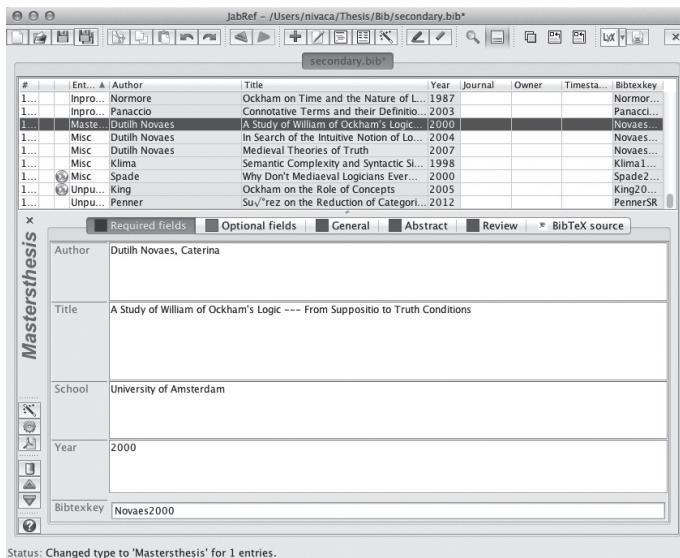 JabRef – /Users/nivaca/Thesis/Bib/secondary.bib*
LyX
secondary.bib*
# Ent... ▲ Author Title Year Journal Owner Timesta... Bibtexkey
1... Inpro... Normore Ockham on Time and the Nature of L... 1987 Normor...
1... Inpro... Panaccio Connotative Terms and their Definitio... 2003 Panacci...
1... Maste... Dutilh Novaes A Study of William of Ockham's Logic... 2000 Novaes...
1... Misc Dutilh Novaes In Search of the Intuitive Notion of Lo... 2004 Novaes...
1... Misc Dutilh Novaes Medieval Theories of Truth 2007 Novaes...
1... Misc Klima Semantic Complexity and Syntactic Si... 1998 Klima1...
1... Misc Spade Why Don't Mediaeval Logicians Ever... 2000 Spade2...
1... Unpu... King Ockham on the Role of Concepts 2005 King20...
1... Unpu... Penner Su√°rez on the Reduction of Categori... 2012 PennerSR
Mastersthesis
Required fields Optional fields General Abstract Review BibTeX source
Author Dutilh Novaes, Caterina
Title A Study of William of Ockham's Logic --- From Suppositio to Truth Conditions
School University of Amsterdam
Year 2000
Bibtexkey Novaes2000
Status: Changed type to 'Mastersthesis' for 1 entries.